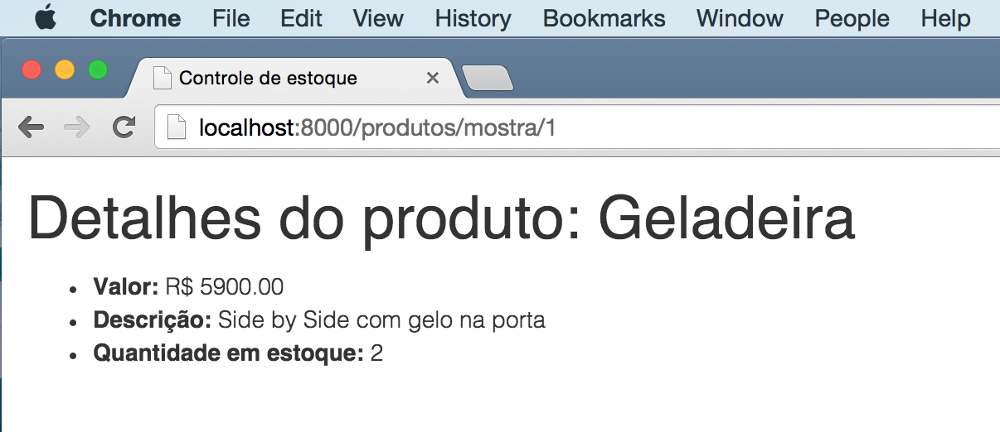 Chrome File Edit View History Bookmarks Window People Help
Controle de estoque
localhost:8000/produtos/mostra/1
Detalhes do produto: Geladeira
• Valor: R$ 5900.00
• Descrição: Side by Side com gelo na porta
• Quantidade em estoque: 2